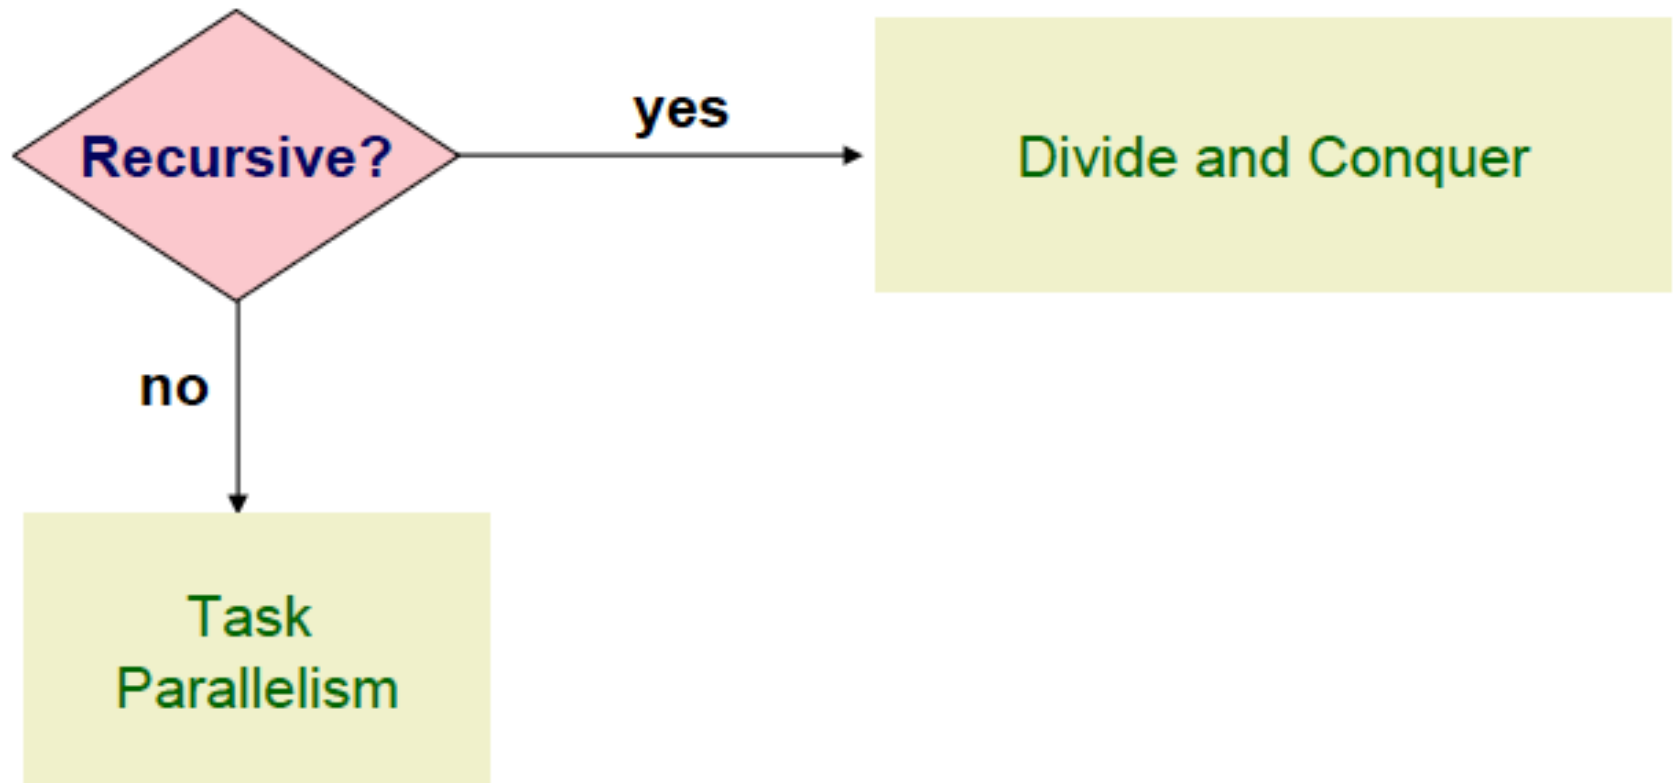 Recursive?
yes
Divide and Conquer
no
Task
Parallelism